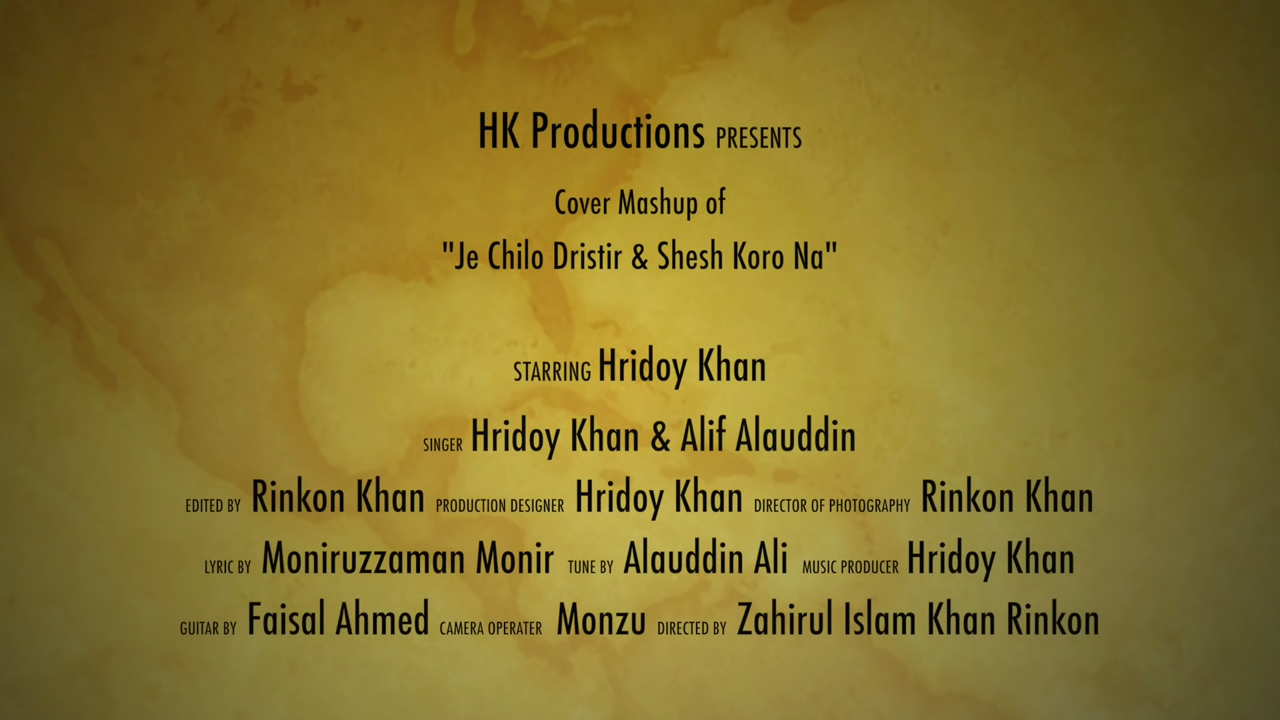 HK Productions PRESENTS
Cover Mashup of
"Je Chilo Dristir & Shesh Koro Na"
STARRING Hridoy Khan
SINGER Hridoy Khan & Alif Alauddin
EDITED BY Rinkon Khan PRODUCTION DESIGNER Hridoy Khan DIRECTOR OF PHOTOGRAPHY Rinkon Khan
LYRIC BY Moniruzzaman Monir TUNE BY Alauddin Ali MUSIC PRODUCER Hridoy Khan
GUITAR BY Faisal Ahmed CAMERA OPERATER Monzu DIRECTED BY Zahirul Islam Khan Rinkon